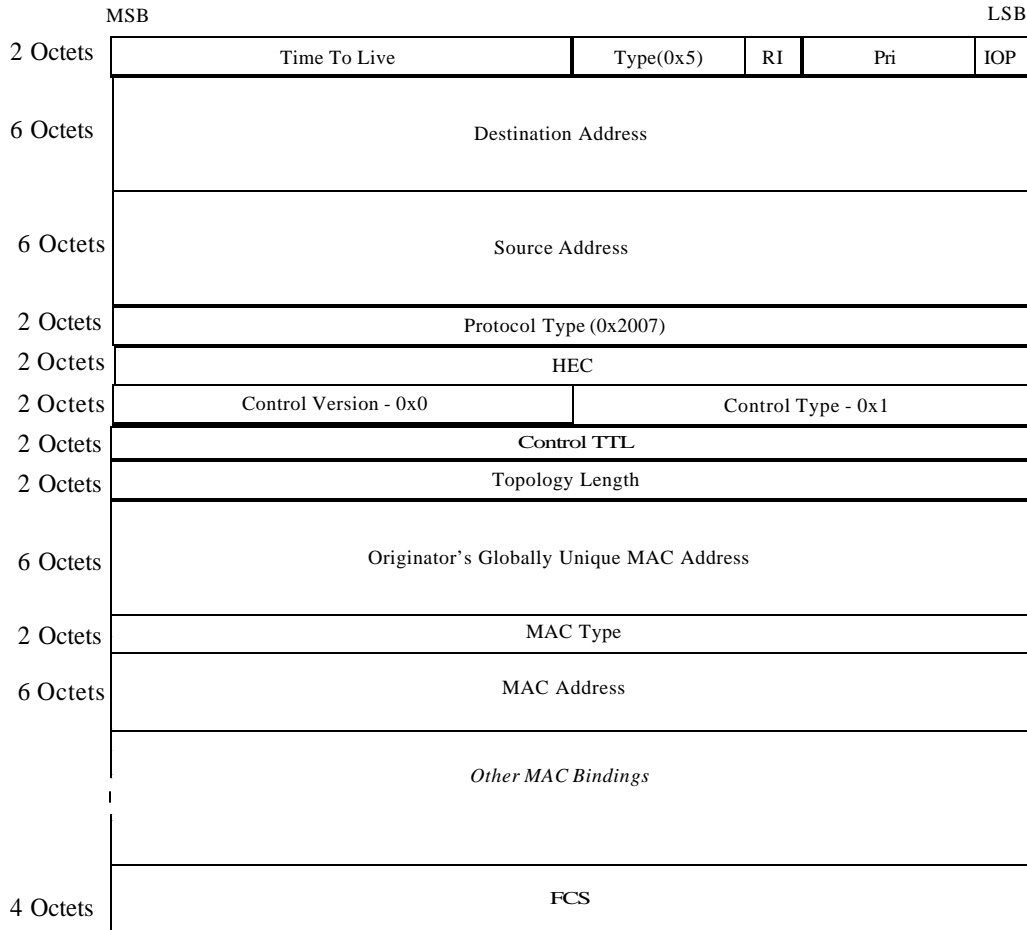 MSB LSB
2 Octets Time To Live Type(0x5) RI Pri IOP
6 Octets Destination Address
6 Octets Source Address
2 Octets Protocol Type (0x2007)
2 Octets HEC
2 Octets Control Version - 0x0 Control Type - 0x1
2 Octets Control TTL
2 Octets Topology Length
6 Octets Originator’s Globally Unique MAC Address
2 Octets MAC Type
6 Octets MAC Address
Other MAC Bindings
4 Octets FCS